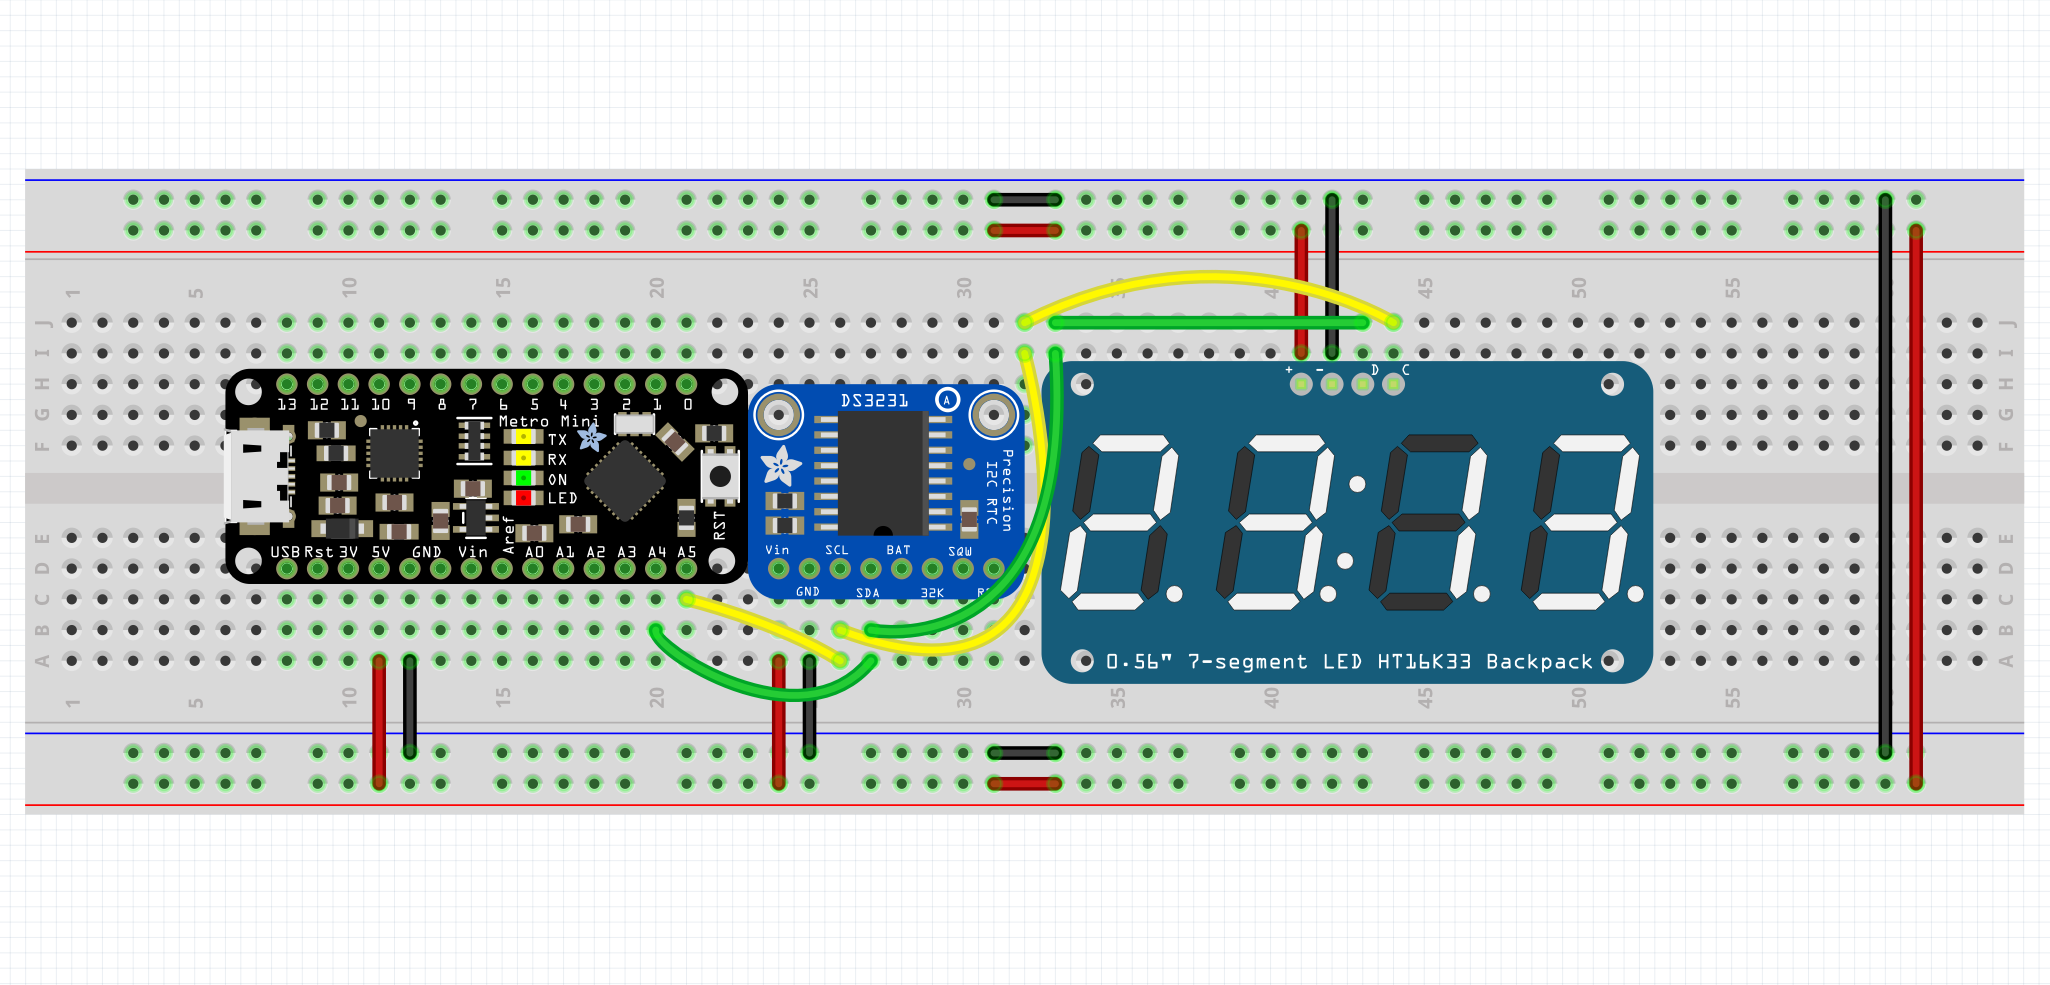 1 5 10 15 20 25 30 35 4 45 50 55
J J
I I
H H
G G
F F
13 12 11 10 9 8 7 6 5 4 3 2 1 0
Metro Mini
TX
RX
ON
LED
Aref
RST
USB Rst 3V 5V GND Vin A0 A1 A2 A3 A4 A5
DS3231 A
Precision
I2C RTC
Vin SCL BAT SQW
GND SDA 32K R
+ - D C
0.56" 7-segment LED HT16K33 Backpack
E E
D D
C C
B B
A A
1 5 10 15 20 30 35 40 45 50 55